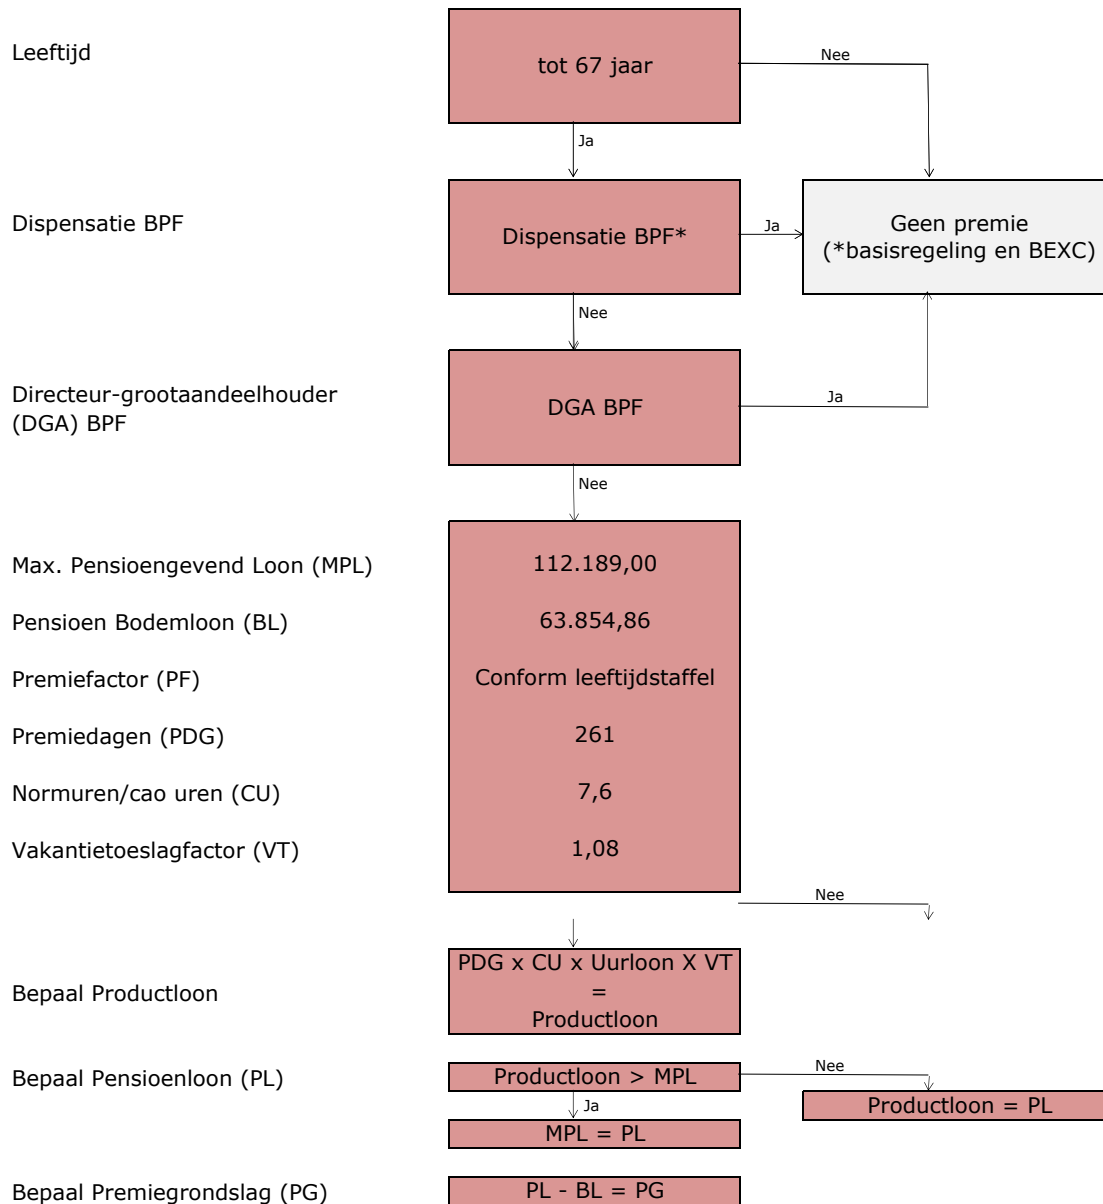 Leeftijd
tot 67 jaar
Nee
Ja
Dispensatie BPF
Dispensatie BPF*
Ja
Geen premie
(*basisregeling en BEXC)
Nee
Directeur-grootaandeelhouder
(DGA) BPF
DGA BPF
Ja
Nee
Max. Pensioengevend Loon (MPL)
112.189,00
Pensioen Bodemloon (BL)
63.854,86
Premiefactor (PF)
Conform leeftijdstaffel
Premiedagen (PDG)
261
Normuren/cao uren (CU)
7,6
Vakantietoeslagfactor (VT)
1,08
Nee
Bepaal Productloon
PDG x CU x Uurloon X VT
=
Productloon
Bepaal Pensioenloon (PL)
Productloon > MPL
Nee
Productloon = PL
Ja
MPL = PL
Bepaal Premiegrondslag (PG)
PL - BL = PG